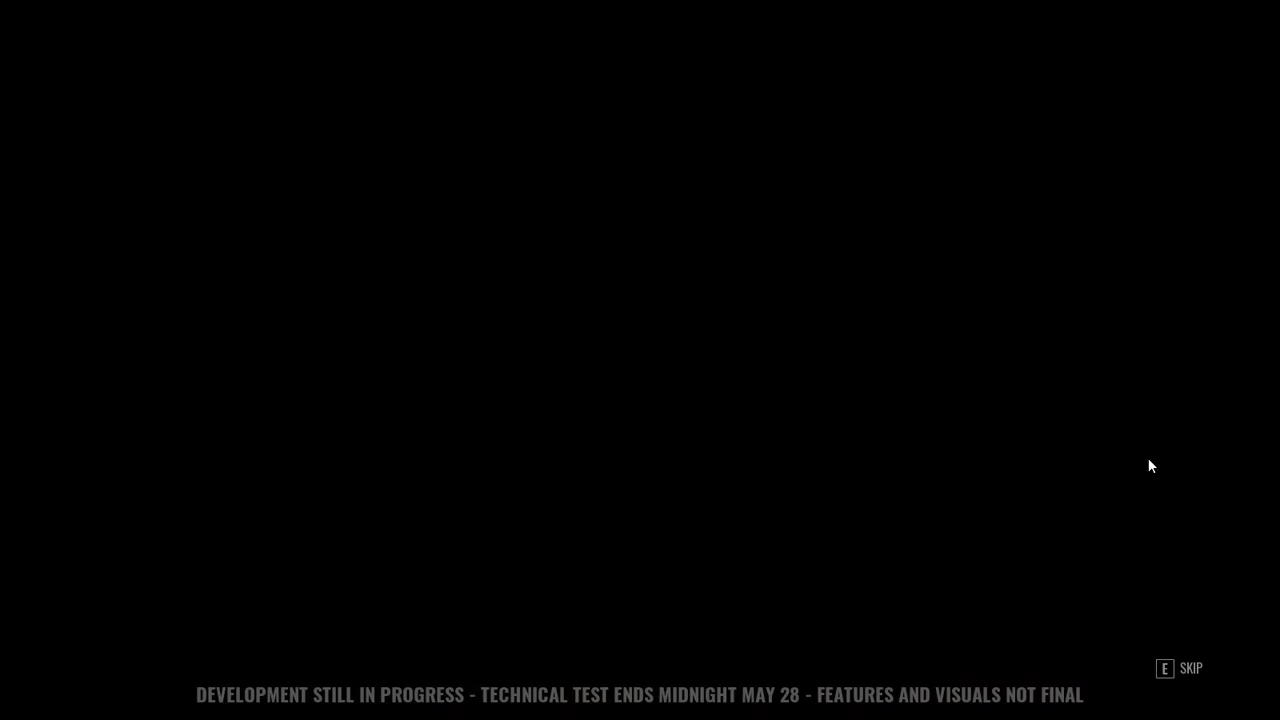 E SKIP
DEVELOPMENT STILL IN PROGRESS - TECHNICAL TEST ENDS MIDNIGHT MAY 28 - FEATURES AND VISUALS NOT FINAL